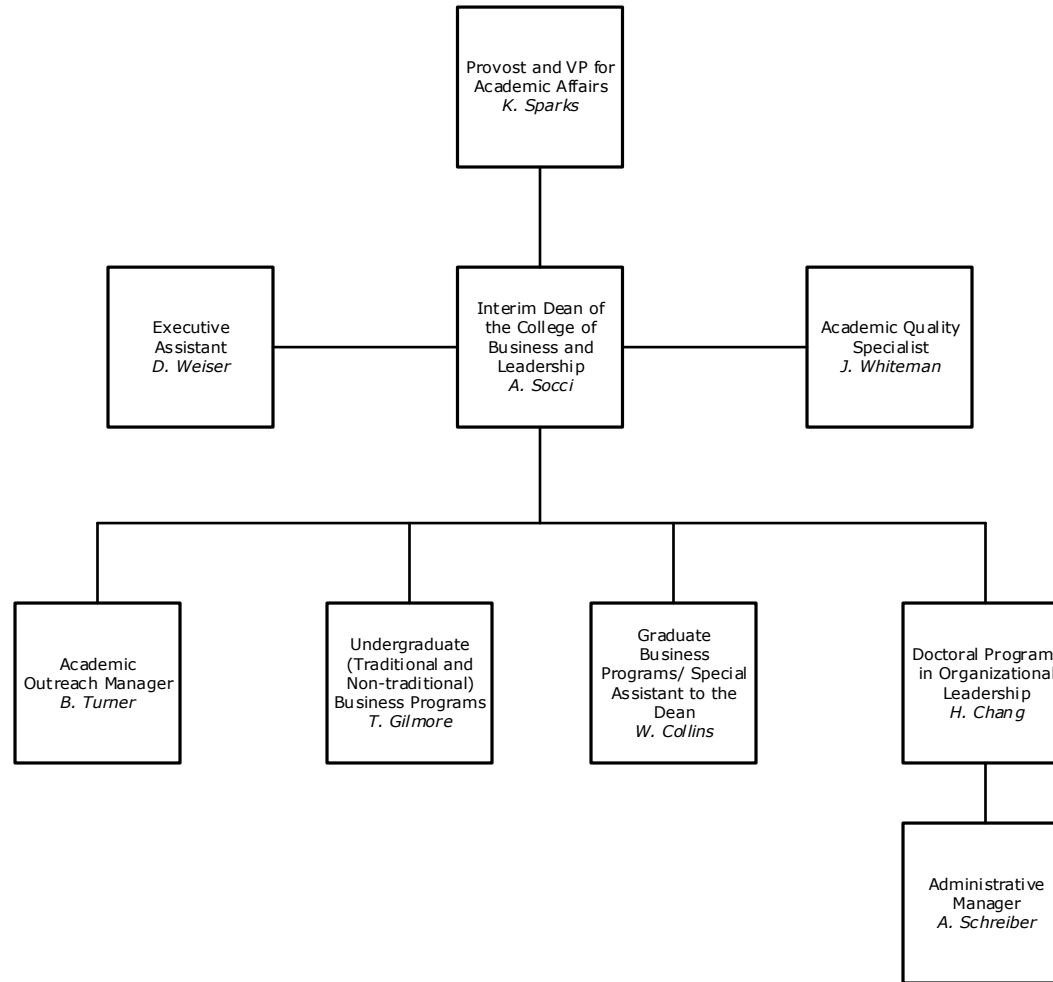 Provost and VP for
Academic Affairs
K. Sparks
Executive
Assistant
D. Weiser
Interim Dean of
the College of
Business and
Leadership
A. Socci
Academic Quality
Specialist
J. Whiteman
Academic
Outreach Manager
B. Turner
Undergraduate
(Traditional and
Non-traditional)
Business Programs
T. Gilmore
Graduate
Business
Programs/ Special
Assistant to the
Dean
W. Collins
Doctoral Program
in Organizational
Leadership
H. Chang
Administrative
Manager
A. Schreiber